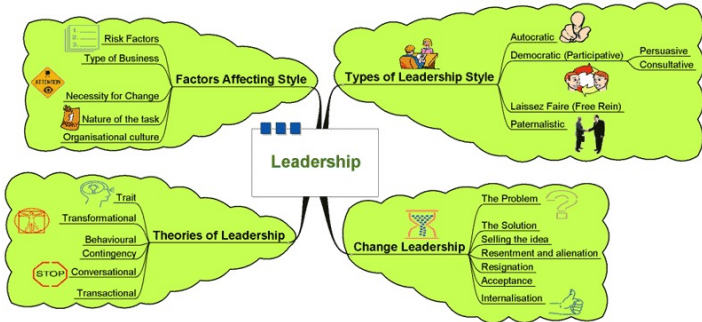 Risk Factors
Type of Business
ATTENTION
Necessity for Change
Nature of the task
Organisational culture
Factors Affecting Style
Types of Leadership Style
Autocratic
Democratic (Participative)
Persuasive
Consultative
Laissez Faire (Free Rein)
Paternalistic
Leadership
Trait
Transformational
Behavioural
Contingency
STOP
Conversational
Transactional
Theories of Leadership
Change Leadership
The Problem
The Solution
Selling the idea
Resentment and alienation
Resignation
Acceptance
Internalisation